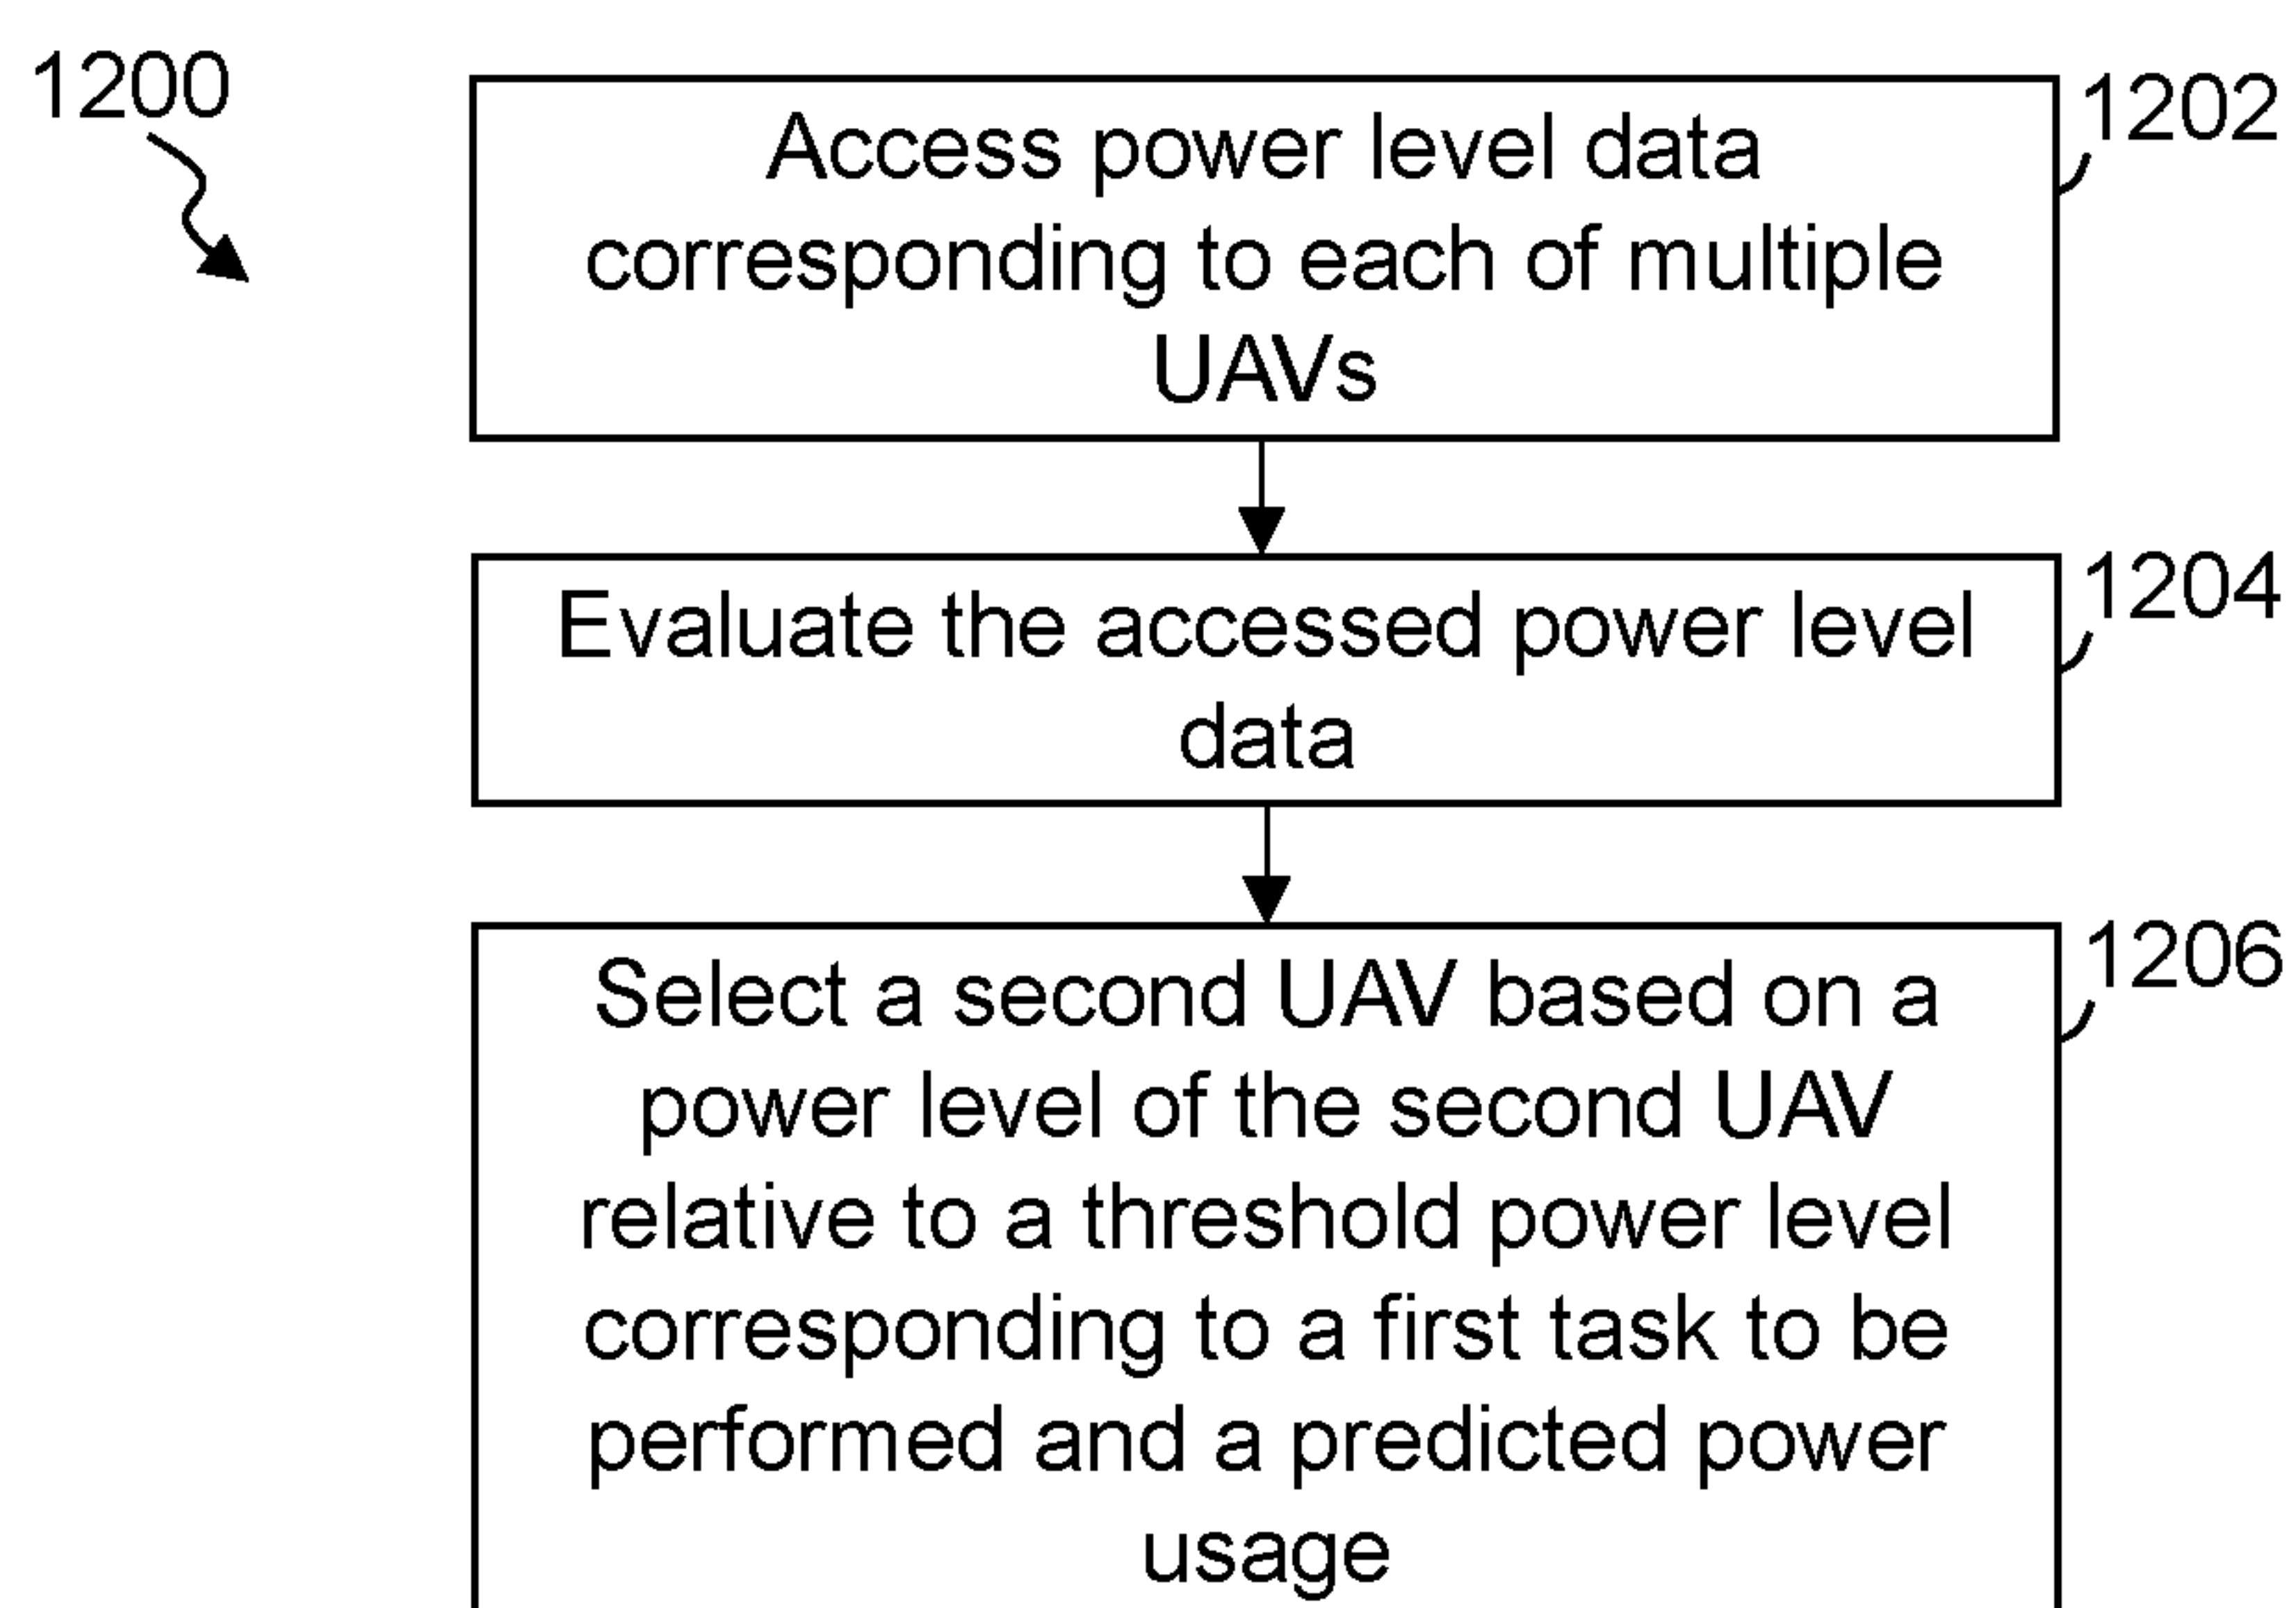 1200
1202
Access power level data
corresponding to each of multiple
UAVs
1204
Evaluate the accessed power level
data
1206
Select a second UAV based on a
power level of the second UAV
relative to a threshold power level
corresponding to a first task to be
performed and a predicted power
usage